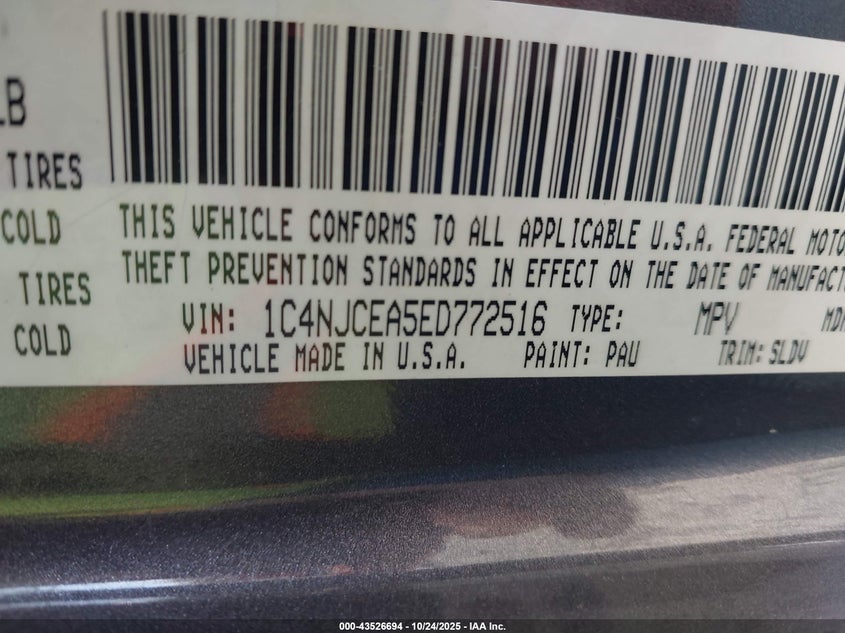 LB
TIRES
COLD
TIRES
COLD
THIS VEHICLE CONFORMS TO ALL APPLICABLE U.S.A. FEDERAL MOTO
THEFT PREVENTION STANDARDS IN EFFECT ON THE DATE OF MANUFACT
VIN: 1C4NJCEA5ED772516 TYPE: MPV MD
VEHICLE MADE IN U.S.A. PAINT: PAU TRIM: SLDV
000-43526694 - 10/24/2025 - IAA Inc.